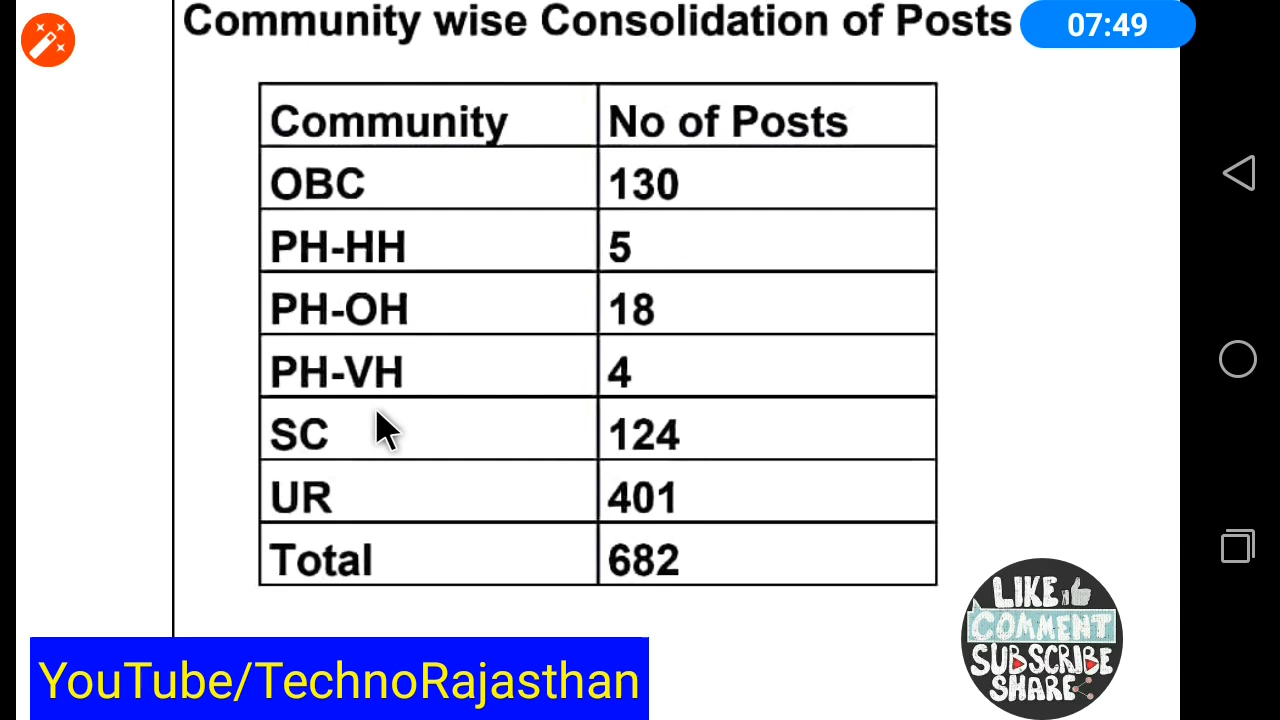 Community wise Consolidation of Posts
07:49
Community No of Posts
OBC 130
PH-HH 5
PH-OH 18
PH-VH 4
SC 124
UR 401
Total 682
LIKE
COMMENT
SUBSCRIBE
SHARE
YouTube/TechnoRajasthan